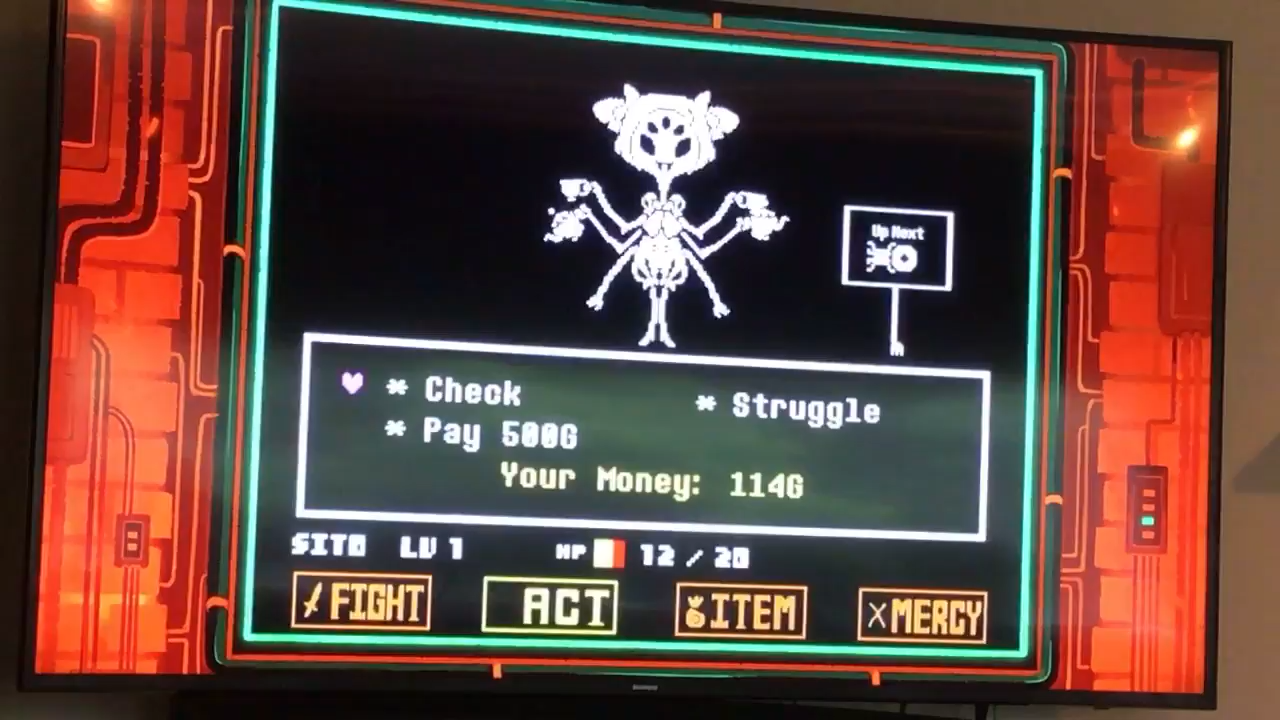 Up Next
* Check * Struggle
* Pay 500G
Your Money: 114G
SITO LV 1 HP 12 / 20
FIGHT ACT ITEM MERCY